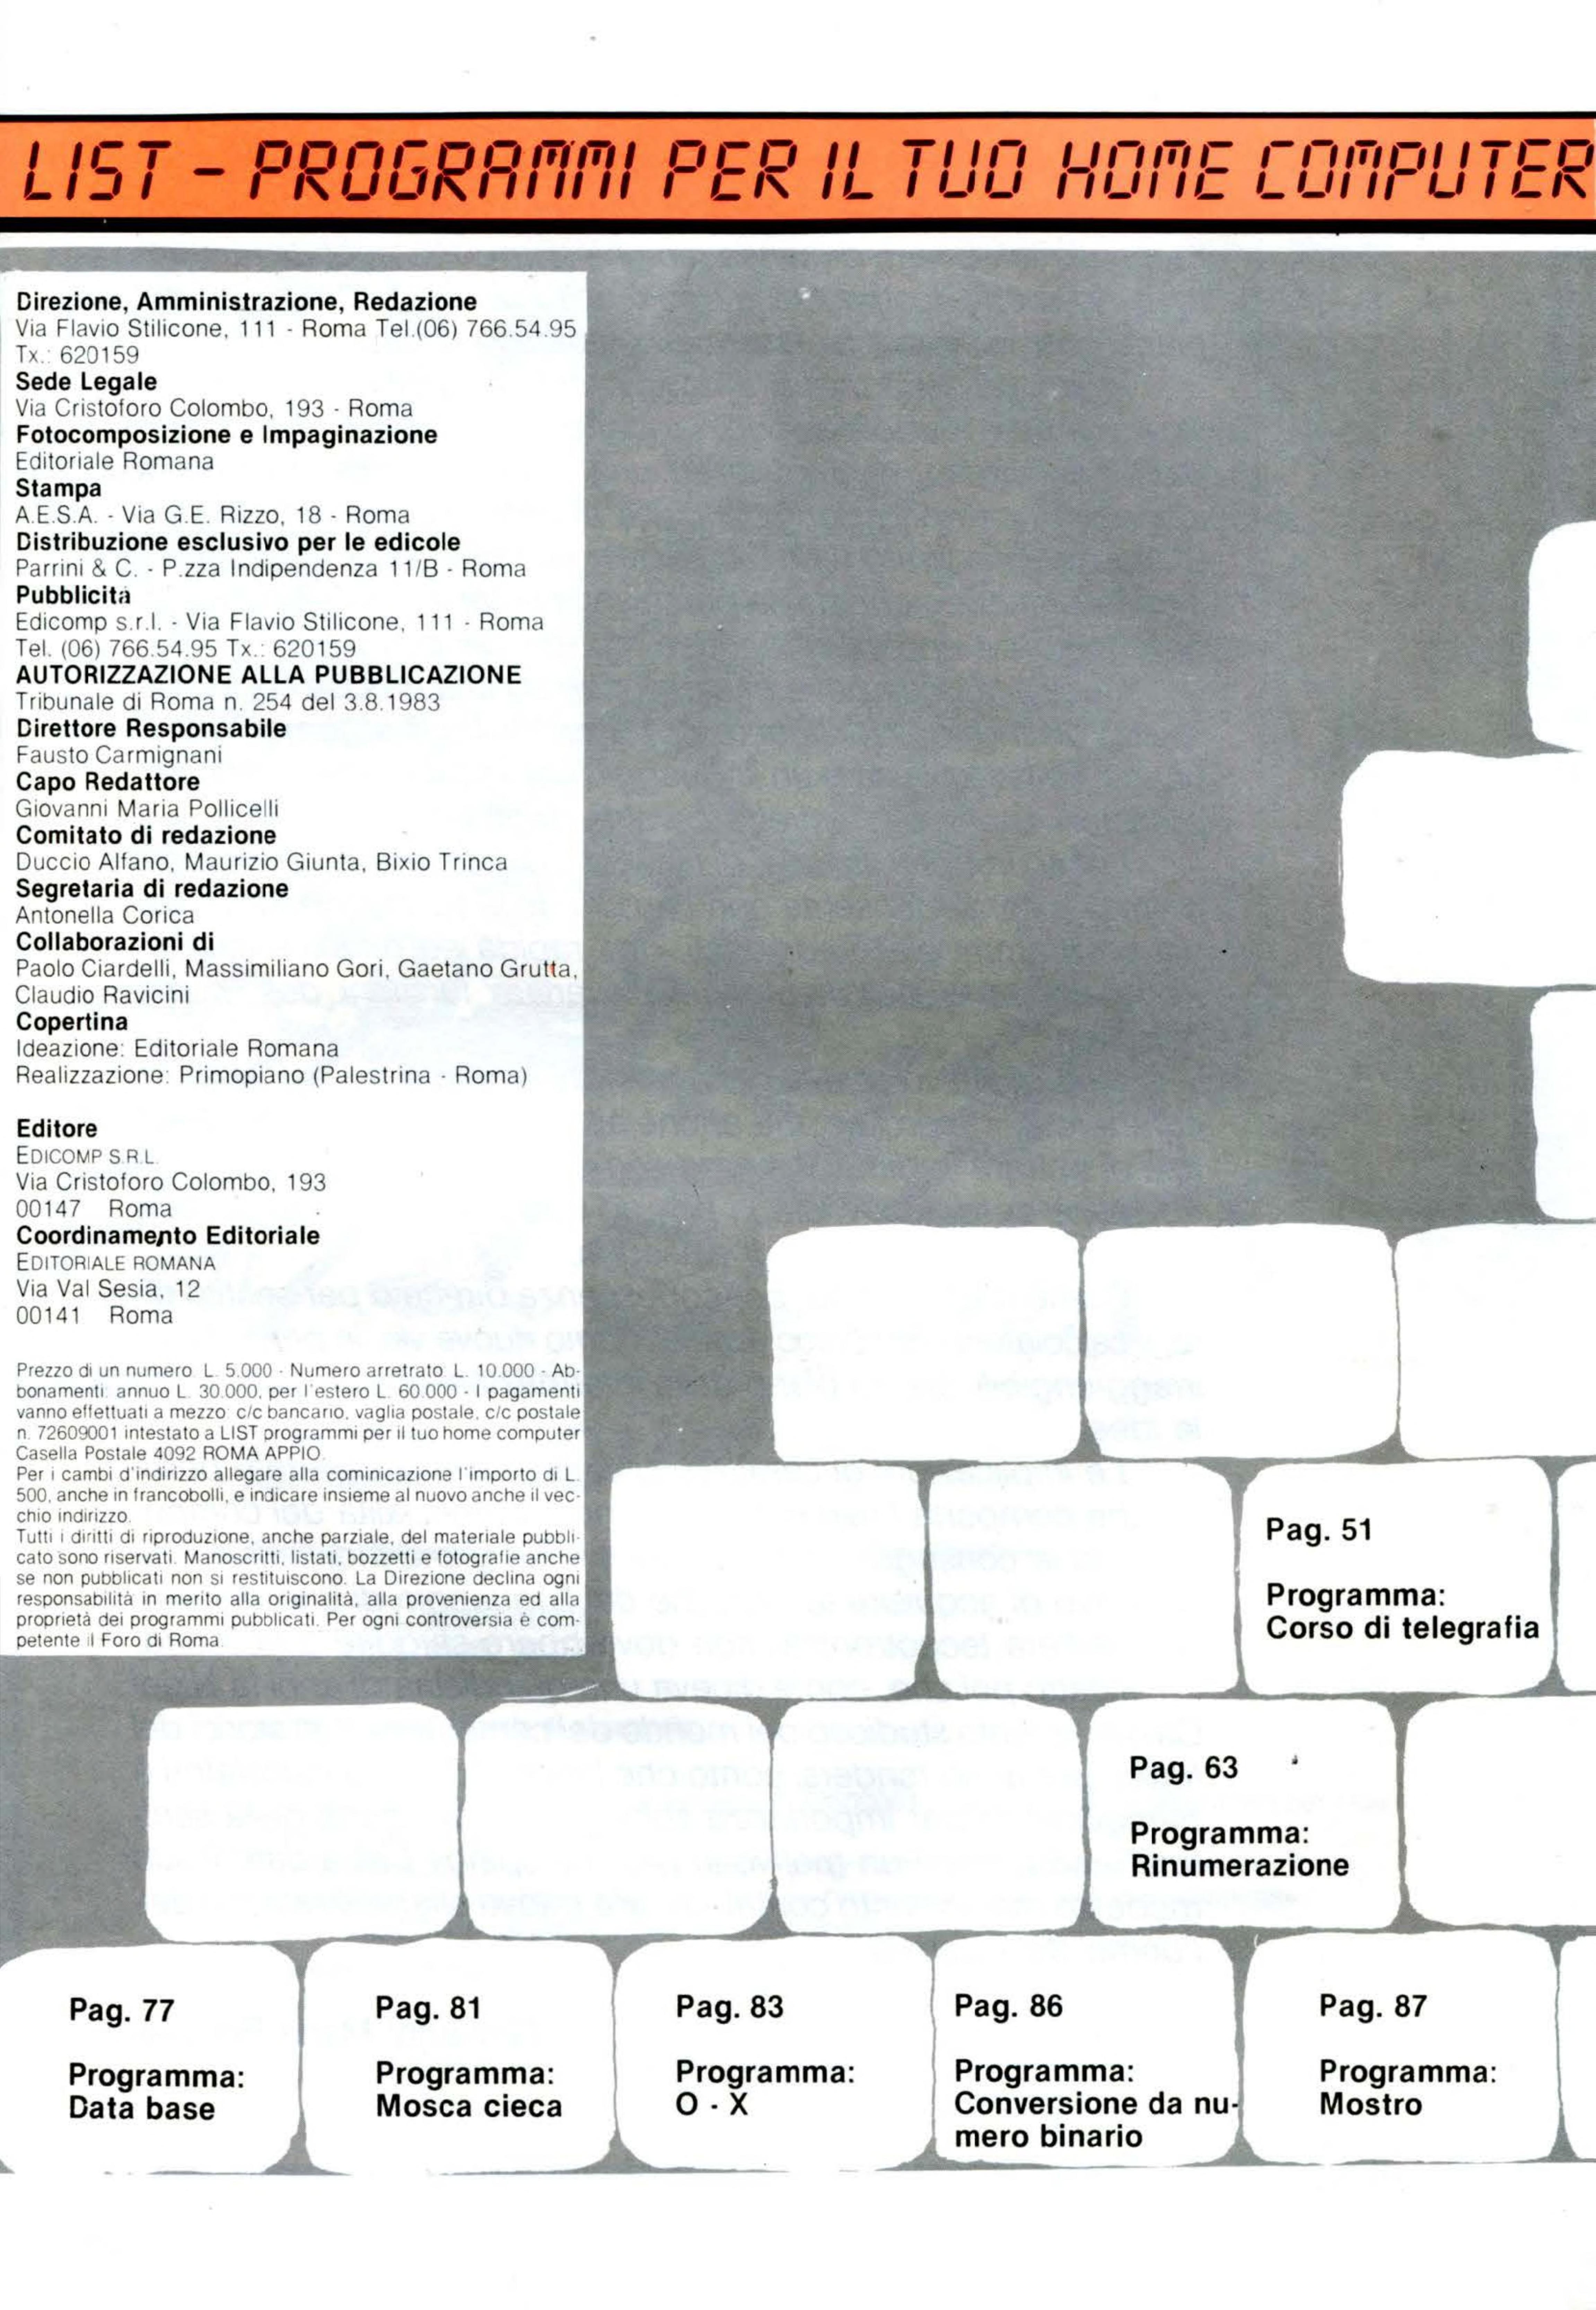 LIST - PROGRAMMI PER IL TUO HOME COMPUTER
Direzione, Amministrazione, Redazione
Via Flavio Stilicone, 111 - Roma Tel.(06) 766.54.95
Tx.: 620159
Sede Legale
Via Cristoforo Colombo, 193 - Roma
Fotocomposizione e Impaginazione
Editoriale Romana
Stampa
A.E.S.A. - Via G.E. Rizzo, 18 - Roma
Distribuzione esclusivo per le edicole
Parrini & C. - P.zza Indipendenza 11/B - Roma
Pubblicità
Edicomp s.r.l. - Via Flavio Stilicone, 111 - Roma
Tel. (06) 766.54.95 Tx.: 620159
AUTORIZZAZIONE ALLA PUBBLICAZIONE
Tribunale di Roma n. 254 del 3.8.1983
Direttore Responsabile
Fausto Carmignani
Capo Redattore
Giovanni Maria Pollicelli
Comitato di redazione
Duccio Alfano, Maurizio Giunta, Bixio Trinca
Segretaria di redazione
Antonella Corica
Collaborazioni di
Paolo Ciardelli, Massimiliano Gori, Gaetano Grutta,
Claudio Ravicini
Copertina
Ideazione: Editoriale Romana
Realizzazione: Primopiano (Palestrina - Roma)
Editore
EDICOMP S.R.L.
Via Cristoforo Colombo, 193
00147 Roma
Coordinamento Editoriale
EDITORIALE ROMANA
Via Val Sesia, 12
00141 Roma
Prezzo di un numero L. 5.000 - Numero arretrato L. 10.000 - Ab-
bonamenti: annuo L. 30.000, per l'estero L. 60.000 - I pagamenti
vanno effettuati a mezzo: c/c bancario, vaglia postale, c/c postale
n. 72609001 intestato a LIST programmi per il tuo home computer
Casella Postale 4092 ROMA APPIO.
Per i cambi d'indirizzo allegare alla cominicazione l'importo di L.
500, anche in francobolli, e indicare insieme al nuovo anche il vec-
chio indirizzo.
Tutti i diritti di riproduzione, anche parziale, del materiale pubbli-
cato sono riservati. Manoscritti, listati, bozzetti e fotografie anche
se non pubblicati non si restituiscono. La Direzione declina ogni
responsabilità in merito alla originalità, alla provenienza ed alla
proprietà dei programmi pubblicati. Per ogni controversia è com-
petente il Foro di Roma.
Pag. 51
Programma:
Corso di telegrafia
Pag. 63
Programma:
Rinumerazione
Pag. 77
Programma:
Data base
Pag. 81
Programma:
Mosca cieca
Pag. 83
Programma:
O - X
Pag. 86
Programma:
Conversione da nu-
mero binario
Pag. 87
Programma:
Mostro